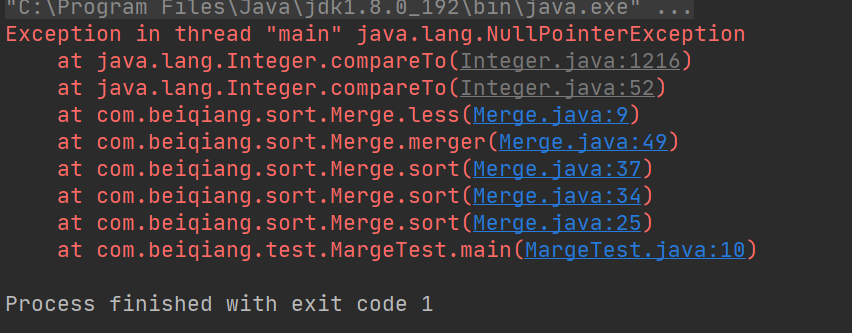 "C:\Program Files\Java\jdk1.8.0_192\bin\java.exe" ...
Exception in thread "main" java.lang.NullPointerException
    at java.lang.Integer.compareTo(Integer.java:1216)
    at java.lang.Integer.compareTo(Integer.java:52)
    at com.beiqiang.sort.Merge.less(Merge.java:9)
    at com.beiqiang.sort.Merge.merger(Merge.java:49)
    at com.beiqiang.sort.Merge.sort(Merge.java:37)
    at com.beiqiang.sort.Merge.sort(Merge.java:34)
    at com.beiqiang.sort.Merge.sort(Merge.java:25)
    at com.beiqiang.test.MargeTest.main(MargeTest.java:10)
Process finished with exit code 1